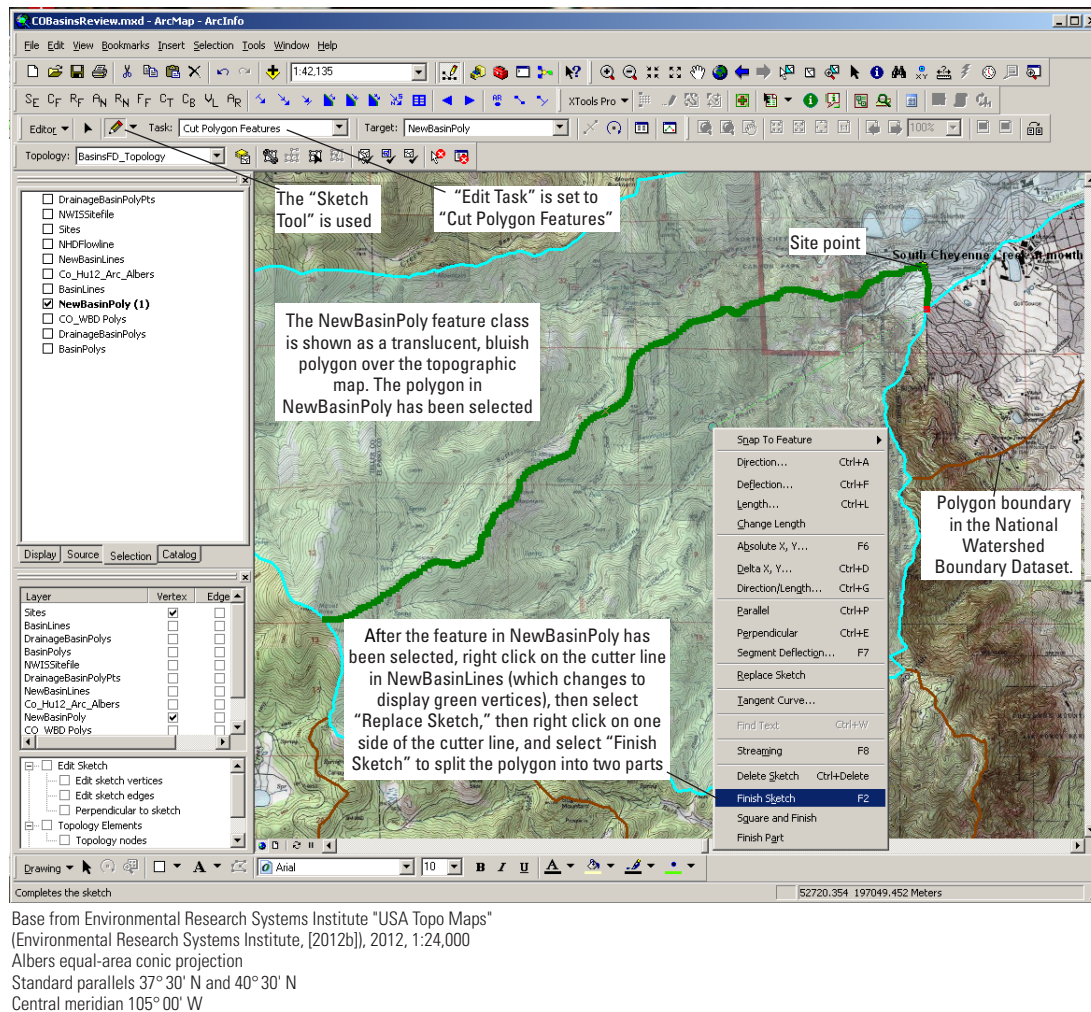 COBasinsReview.mxd - ArcMap - ArcInfo
File Edit View Bookmarks Insert Selection Tools Window Help
1:42,135
SE CF RF AN RN FF CT CB VL AR
XTools Pro
Editor Task: Cut Polygon Features Target: NewBasinPoly 100%
Topology: BasinsFD_Topology
The “Sketch
Tool” is used
“Edit Task” is set to
“Cut Polygon Features”
Site point
South Cheyenne Creek at mouth
DrainageBasinPolyPts
NWISSitefile
Sites
NHDFlowline
NewBasinLines
Co_Hu12_Arc_Albers
BasinLines
NewBasinPoly (1)
CO_WBD Polys
DrainageBasinPolys
BasinPolys
The NewBasinPoly feature class
is shown as a translucent, bluish
polygon over the topographic
map. The polygon in
NewBasinPoly has been selected
Snap To Feature
Direction... Ctrl+A
Deflection... Ctrl+F
Length... Ctrl+L
Change Length
Absolute X, Y... F6
Delta X, Y... Ctrl+D
Direction/Length... Ctrl+G
Parallel Ctrl+P
Perpendicular Ctrl+E
Segment Deflection... F7
Replace Sketch
Tangent Curve...
Find Text Ctrl+W
Streaming F8
Delete Sketch Ctrl+Delete
Finish Sketch F2
Square and Finish
Finish Part
Polygon boundary
in the National
Watershed
Boundary Dataset.
Display Source Selection Catalog
Layer Vertex Edge
Sites
BasinLines
DrainageBasinPolys
BasinPolys
NWISSitefile
DrainageBasinPolyPts
NewBasinLines
Co_Hu12_Arc_Albers
NewBasinPoly
CO_WBD Polys
After the feature in NewBasinPoly has
been selected, right click on the cutter line
in NewBasinLines (which changes to
display green vertices), then select
“Replace Sketch,” then right click on one
side of the cutter line, and select “Finish
Sketch” to split the polygon into two parts
Edit Sketch
Edit sketch vertices
Edit sketch edges
Perpendicular to sketch
Topology Elements
Topology nodes
Drawing A Arial 10 B I U A
Completes the sketch
52720.354 197049.452 Meters
Base from Environmental Research Systems Institute "USA Topo Maps"
(Environmental Research Systems Institute, [2012b]), 2012, 1:24,000
Albers equal-area conic projection
Standard parallels 37° 30' N and 40° 30' N
Central meridian 105° 00' W